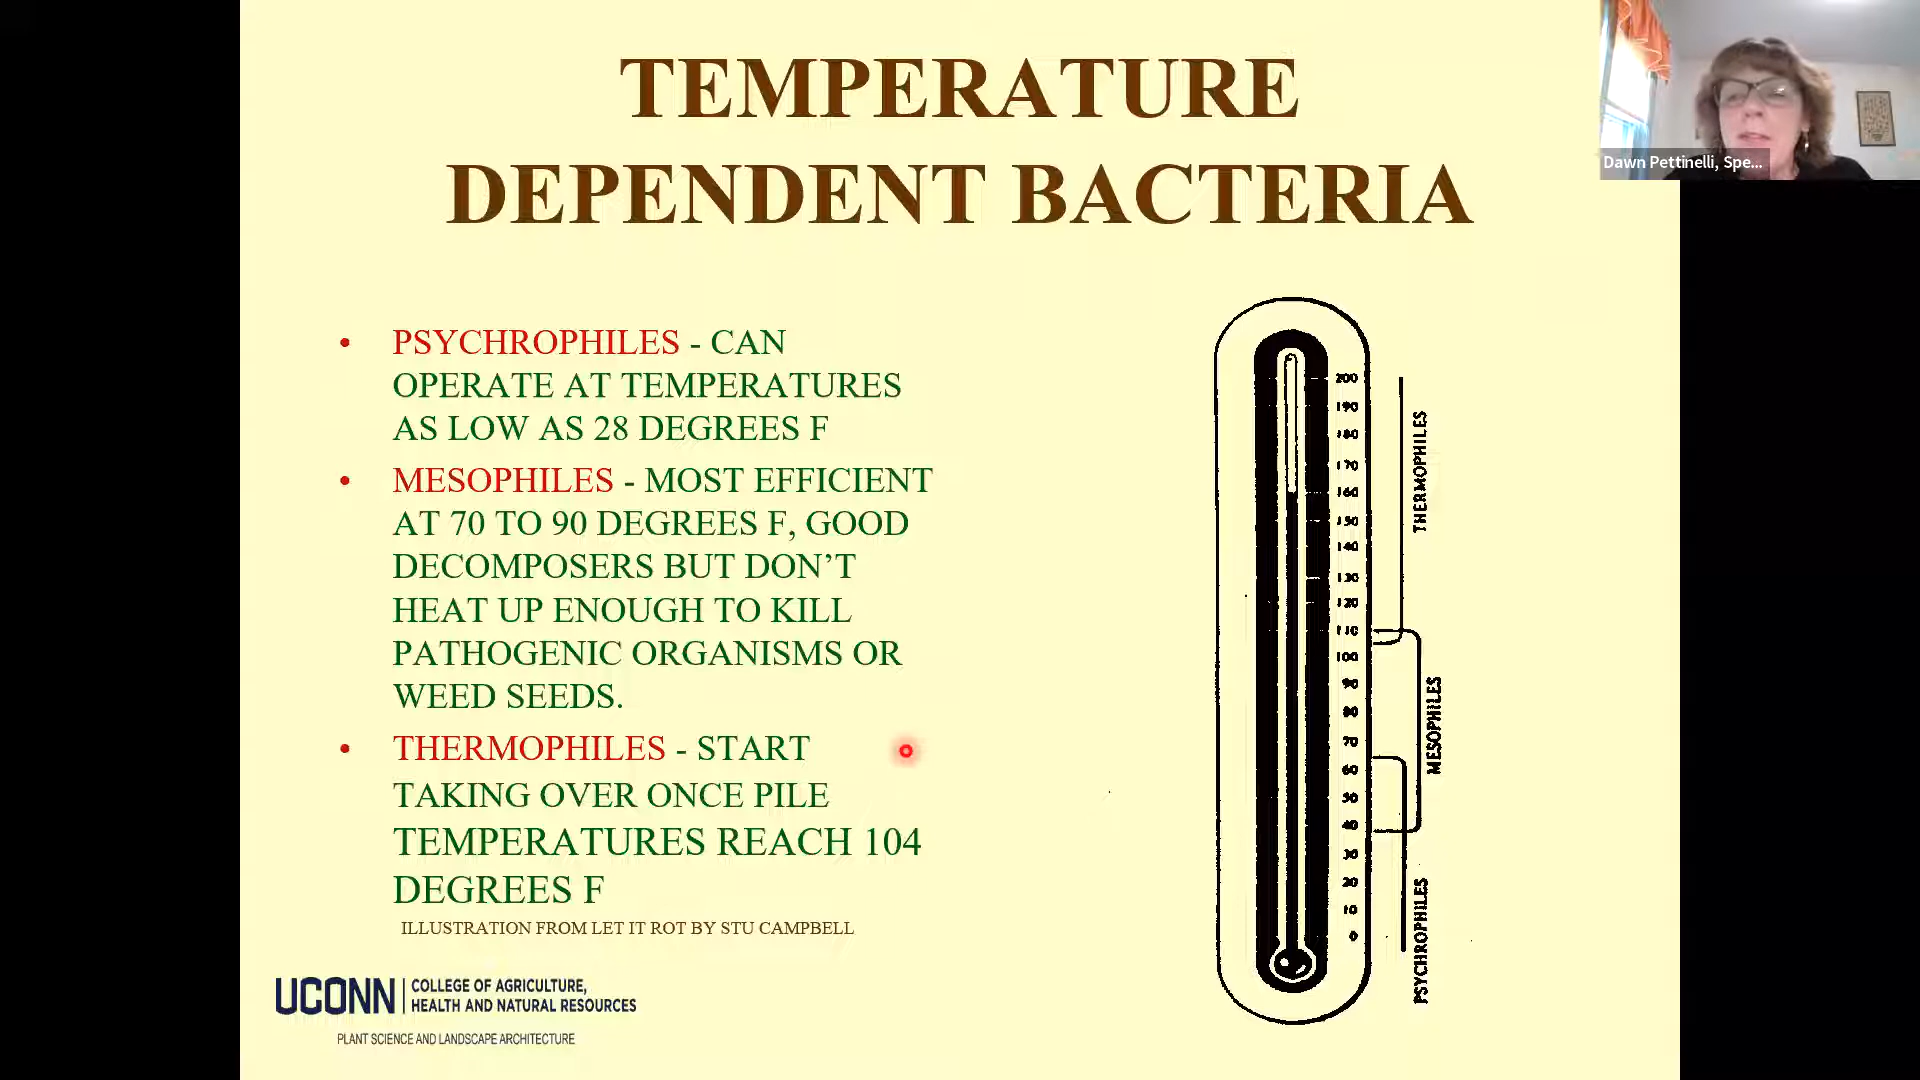 TEMPERATURE
DEPENDENT BACTERIA
Dawn Pettinelli, Spe...
• PSYCHROPHILES - CAN
OPERATE AT TEMPERATURES
AS LOW AS 28 DEGREES F
• MESOPHILES - MOST EFFICIENT
AT 70 TO 90 DEGREES F, GOOD
DECOMPOSERS BUT DON’T
HEAT UP ENOUGH TO KILL
PATHOGENIC ORGANISMS OR
WEED SEEDS.
• THERMOPHILES - START
TAKING OVER ONCE PILE
TEMPERATURES REACH 104
DEGREES F
ILLUSTRATION FROM LET IT ROT BY STU CAMPBELL
200
190
180
170
160
150
140
130
120
110
100
90
80
70
60
50
40
30
20
10
0
THERMOPHILES
MESOPHILES
PSYCHROPHILES
UCONN
COLLEGE OF AGRICULTURE,
HEALTH AND NATURAL RESOURCES
PLANT SCIENCE AND LANDSCAPE ARCHITECTURE